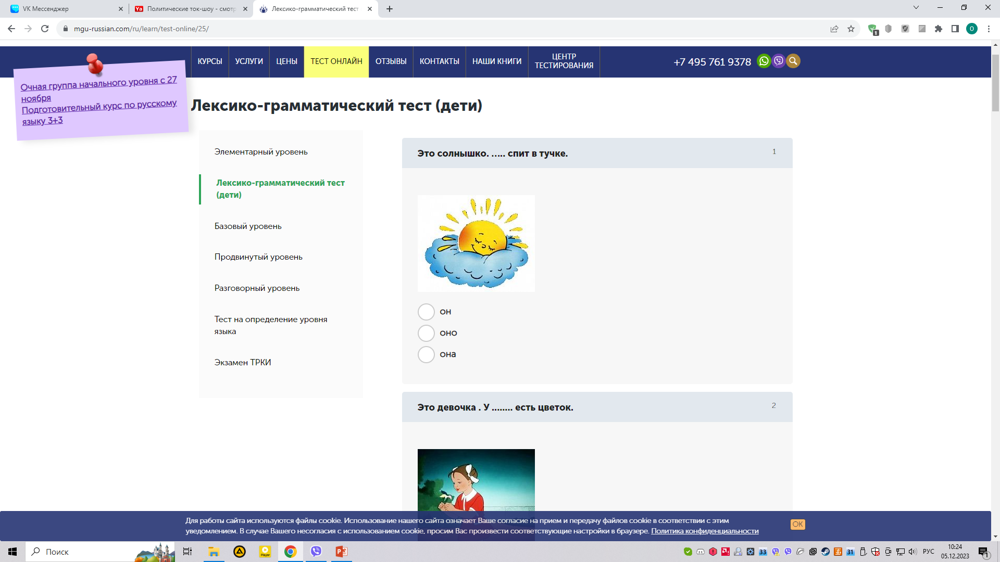 VK Мессенджер
Политические ток-шоу - смотр
Лексико-грамматический тест
mgu-russian.com/ru/learn/test-online/25/
КУРСЫ
УСЛУГИ
ЦЕНЫ
ТЕСТ ОНЛАЙН
ОТЗЫВЫ
КОНТАКТЫ
НАШИ КНИГИ
ЦЕНТР
ТЕСТИРОВАНИЯ
+7 495 761 9378
Очная группа начального уровня с 27
ноября
Подготовительный курс по русскому
языку 3+3
Лексико-грамматический тест (дети)
Элементарный уровень
Лексико-грамматический тест
(дети)
Базовый уровень
Продвинутый уровень
Разговорный уровень
Тест на определение уровня
языка
Экзамен ТРКИ
Это солнышко. ..... спит в тучке.
1
он
оно
она
Это девочка . У ........ есть цветок.
2
Для работы сайта используются файлы cookie. Использование нашего сайта означает Ваше согласие на прием и передачу файлов cookie в соответствии с этим
уведомлением. В случае Вашего несогласия с использованием cookie, просим Вас произвести соответствующие настройки в браузере. Политика конфиденциальности
OK
Поиск
Player
33
31
РУС
10:24
05.12.2023
1